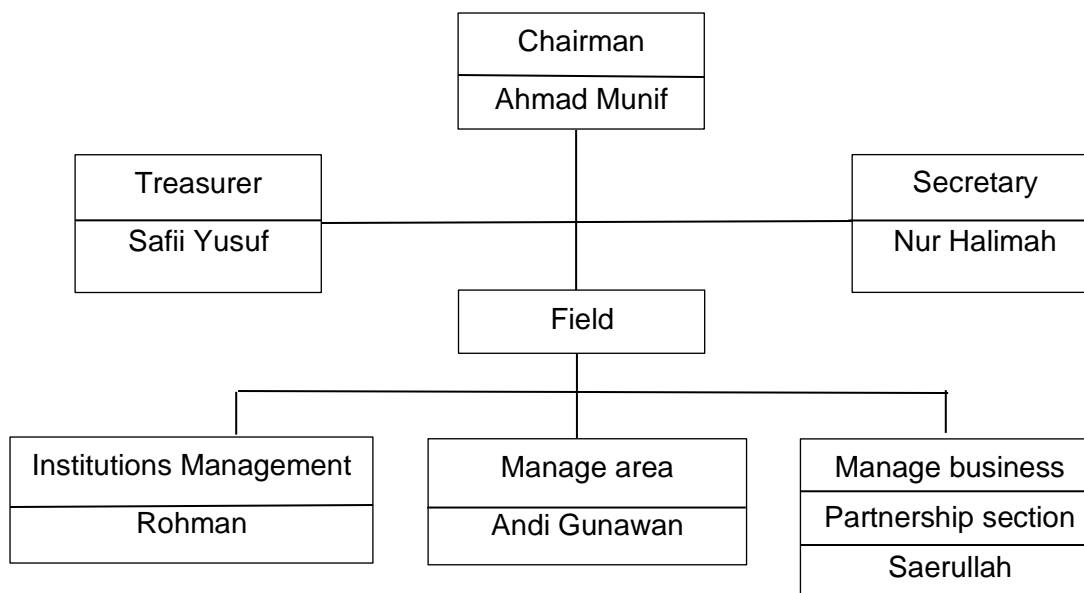 Chairman
Ahmad Munif
Treasurer
Safii Yusuf
Secretary
Nur Halimah
Field
Institutions Management
Rohman
Manage area
Andi Gunawan
Manage business
Partnership section
Saerullah